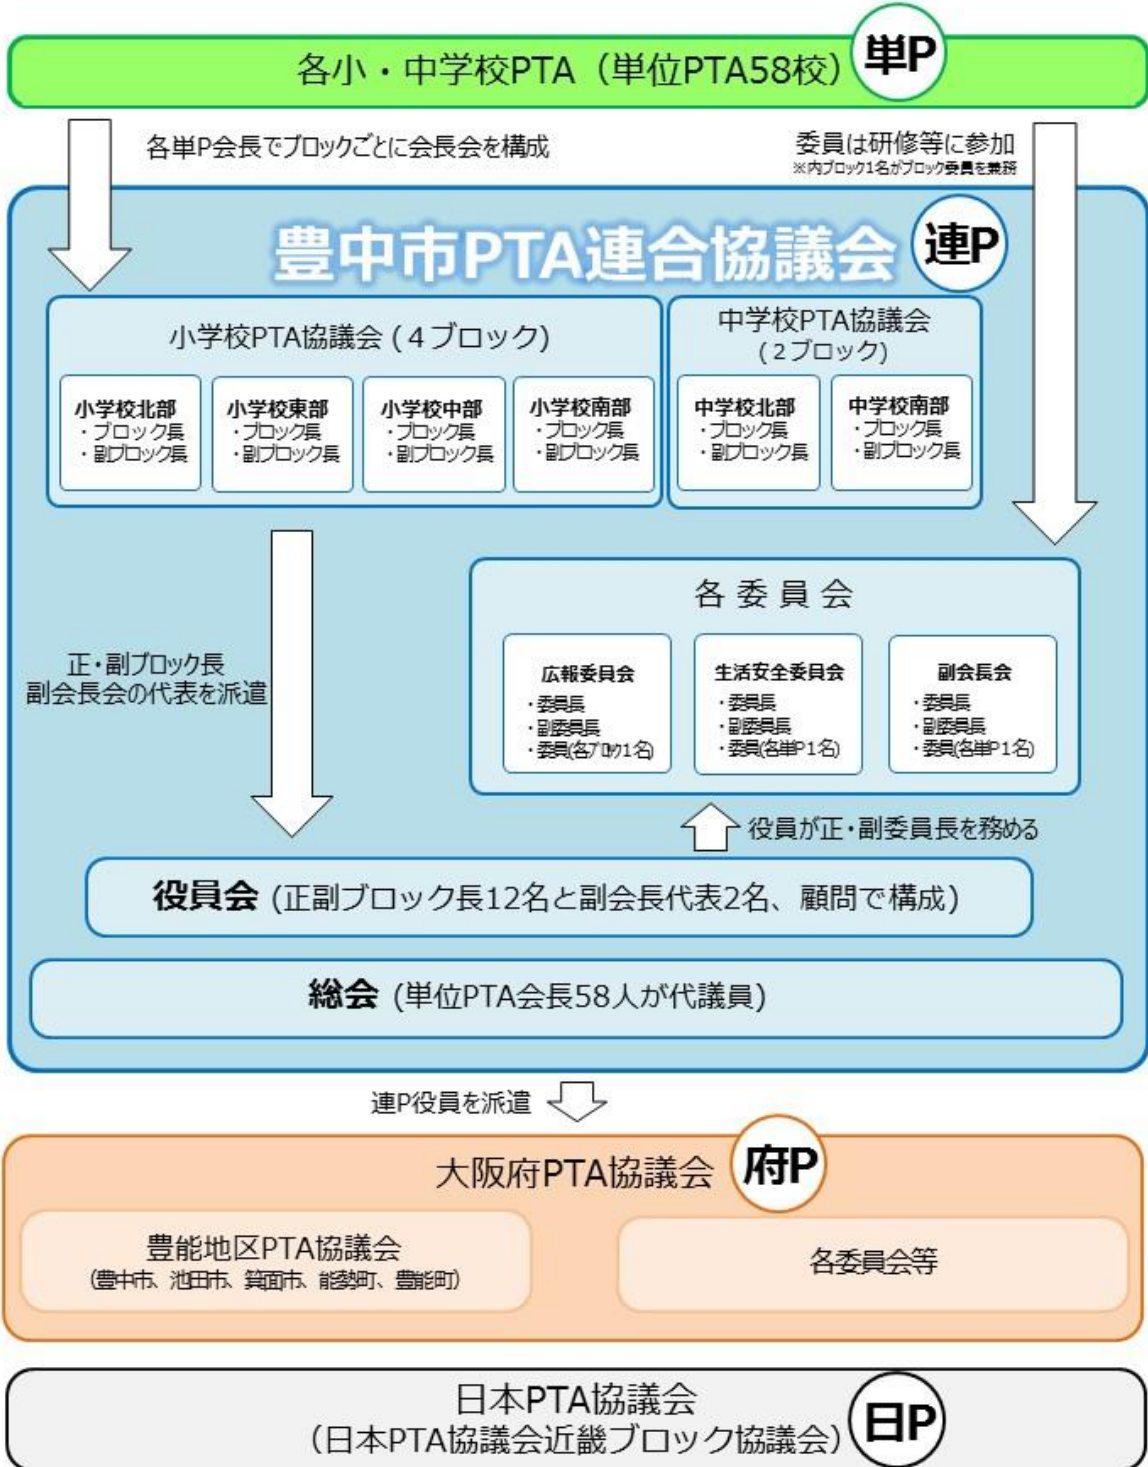 各小・中学校PTA（単位PTA58校）
単P
各単P会長でブロックごとに会長会を構成
委員は研修等に参加
※内ブロック1名がブロック委員を兼務
豊中市PTA連合協議会
連P
小学校PTA協議会 (４ブロック)
小学校北部
・ブロック長
・副ブロック長
小学校東部
・ブロック長
・副ブロック長
小学校中部
・ブロック長
・副ブロック長
小学校南部
・ブロック長
・副ブロック長
中学校PTA協議会
(２ブロック)
中学校北部
・ブロック長
・副ブロック長
中学校南部
・ブロック長
・副ブロック長
各 委 員 会
広報委員会
・委員長
・副委員長
・委員(各ブロック1名)
生活安全委員会
・委員長
・副委員長
・委員(各単P1名)
副会長会
・委員長
・副委員長
・委員(各単P1名)
正・副ブロック長
副会長会の代表を派遣
役員が正・副委員長を務める
役員会 (正副ブロック長12名と副会長代表2名、顧問で構成)
総会 (単位PTA会長58人が代議員)
連P役員を派遣
大阪府PTA協議会
府P
豊能地区PTA協議会
(豊中市、池田市、箕面市、能勢町、豊能町)
各委員会等
日本PTA協議会
（日本PTA協議会近畿ブロック協議会）
日P